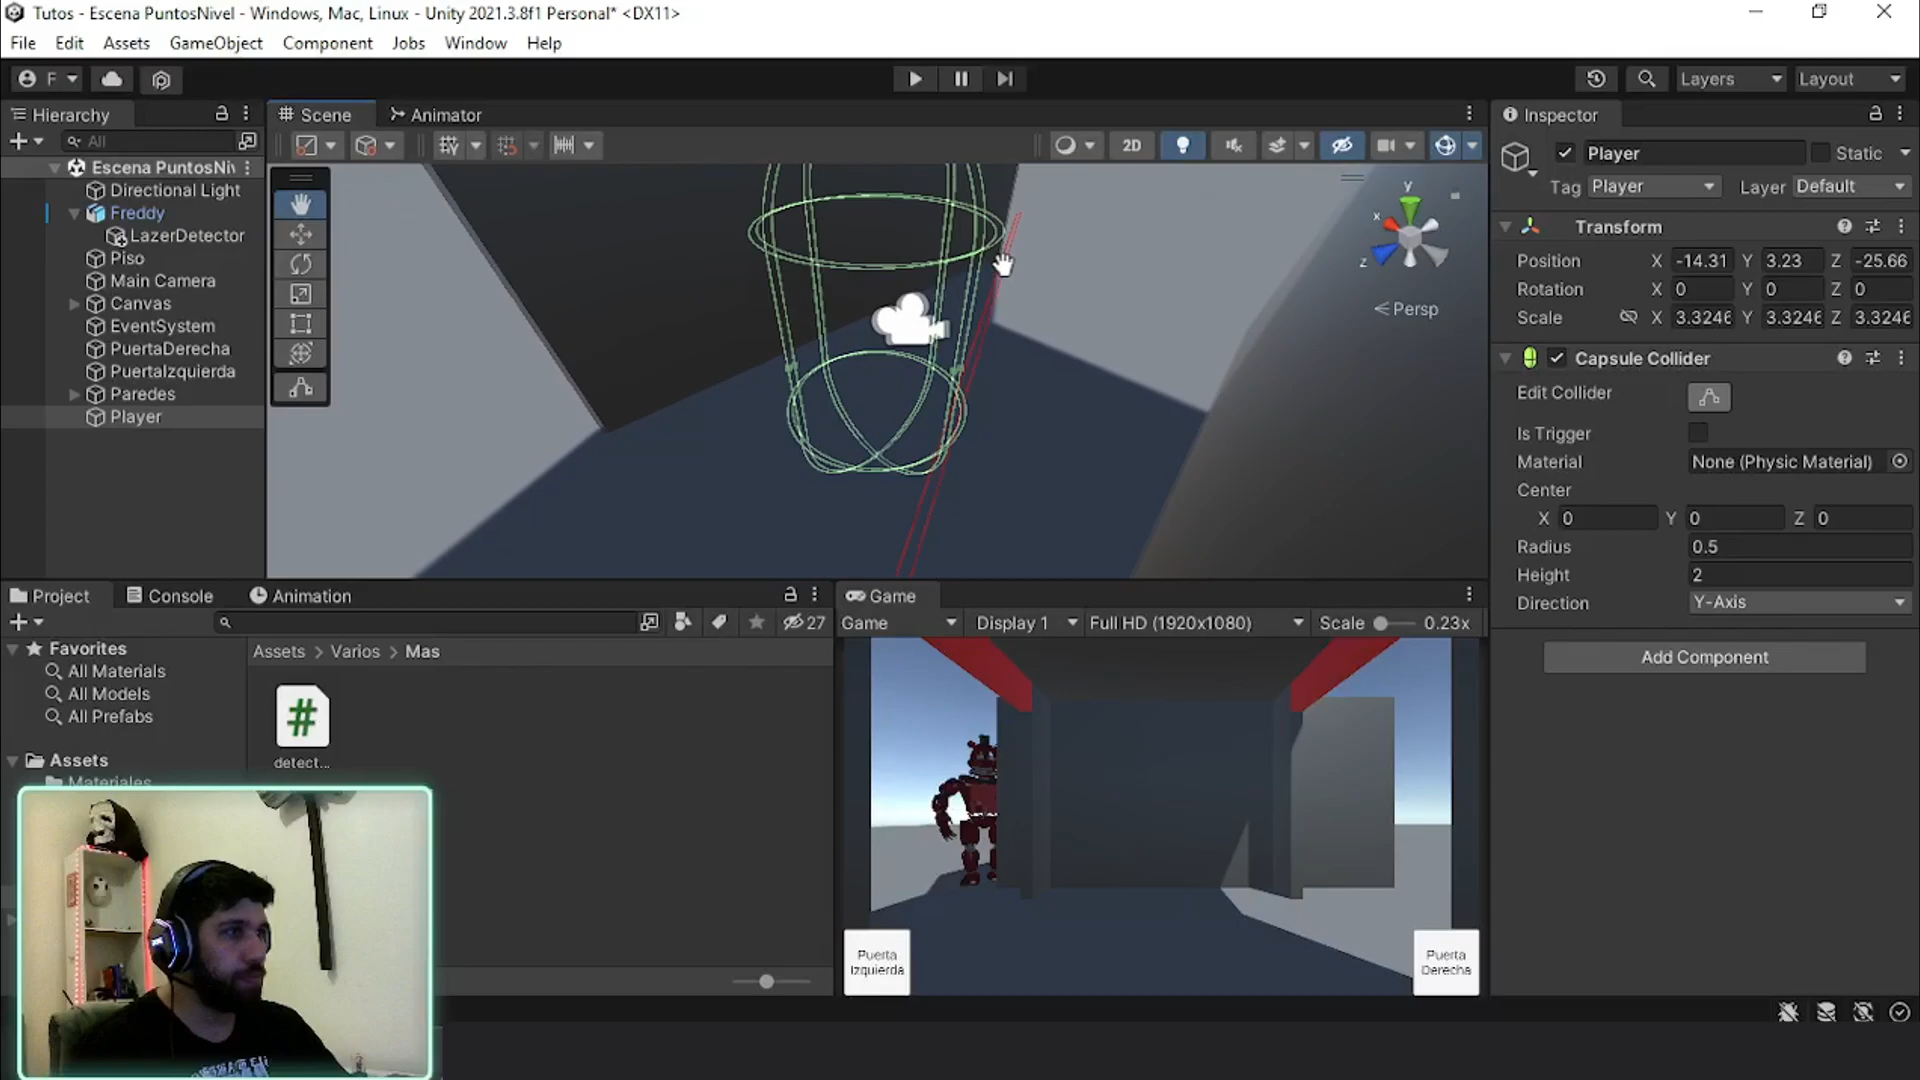 Tutos - Escena PuntosNivel - Windows, Mac, Linux - Unity 2021.3.8f1 Personal* <DX11>
File Edit Assets GameObject Component Jobs Window Help
F
Layers
Layout
Hierarchy
All
Escena PuntosNiv
Directional Light
Freddy
LazerDetector
Piso
Main Camera
Canvas
EventSystem
PuertaDerecha
PuertaIzquierda
Paredes
Player
Scene
Animator
2D
y
x
z
Persp
Inspector
Player
Static
Tag Player
Layer Default
Transform
Position X -14.31 Y 3.23 Z -25.66
Rotation X 0 Y 0 Z 0
Scale X 3.3246 Y 3.3246 Z 3.3246
Capsule Collider
Edit Collider
Is Trigger
Material None (Physic Material)
Center
X 0 Y 0 Z 0
Radius 0.5
Height 2
Direction Y-Axis
Add Component
Project
Console
Animation
27
Favorites
All Materials
All Models
All Prefabs
Assets
Materiales
Assets > Varios > Mas
#
detect...
Game
Game
Display 1
Full HD (1920x1080)
Scale 0.23x
Puerta
Izquierda
Puerta
Derecha